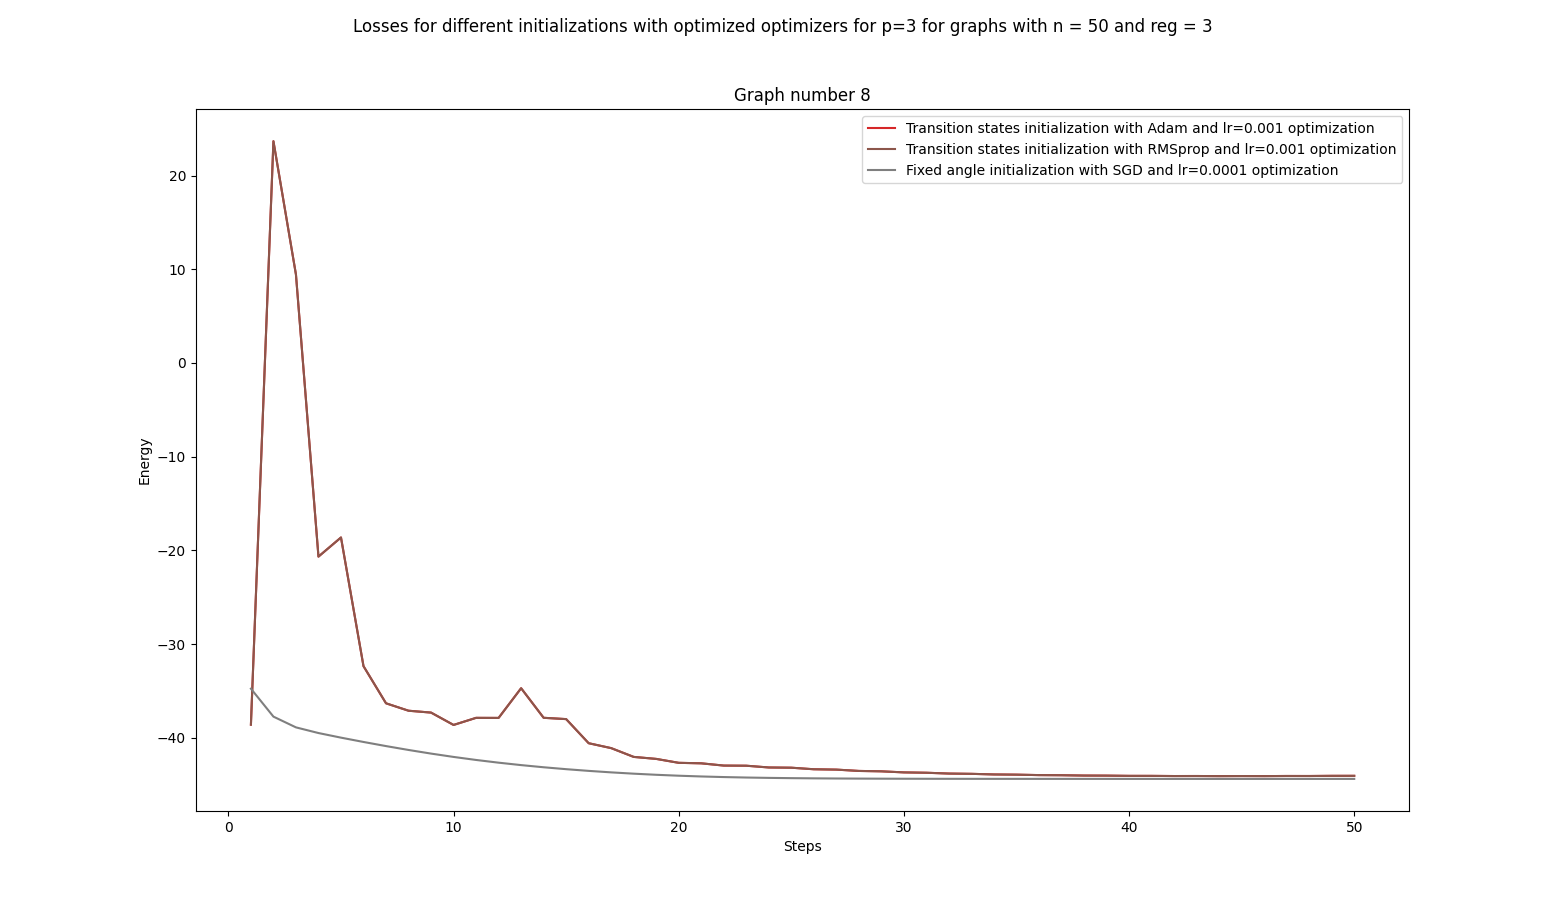 Losses for different initializations with optimized optimizers for p=3 for graphs with n = 50 and reg = 3
Graph number 8
Transition states initialization with Adam and lr=0.001 optimization
Transition states initialization with RMSprop and lr=0.001 optimization
Fixed angle initialization with SGD and lr=0.0001 optimization
20
10
0
−10
−20
−30
−40
Energy
0 10 20 30 40 50
Steps